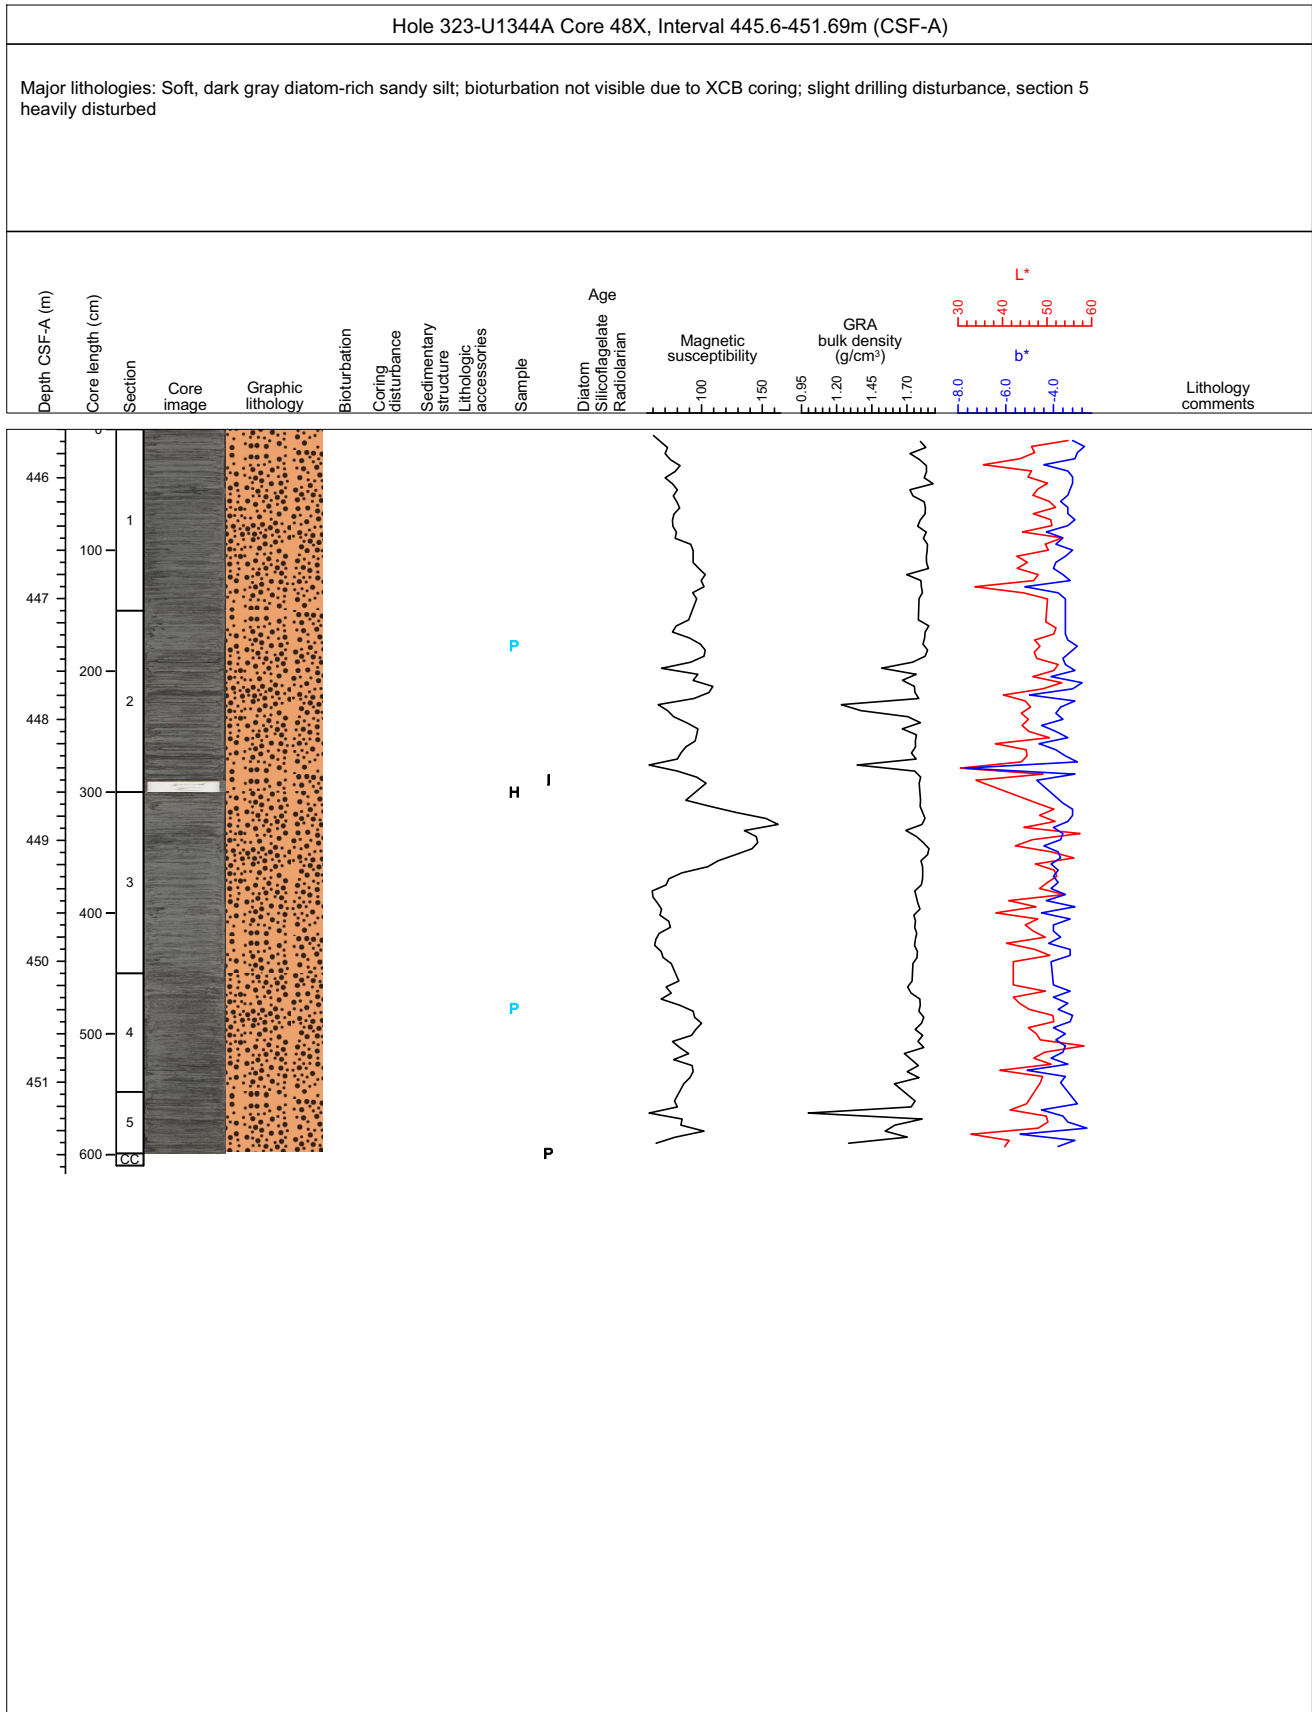 Hole 323-U1344A Core 48X, Interval 445.6-451.69m (CSF-A)
Major lithologies: Soft, dark gray diatom-rich sandy silt; bioturbation not visible due to XCB coring; slight drilling disturbance, section 5
heavily disturbed
Depth CSF-A (m)
Core length (cm)
Section
Core
image
Graphic
lithology
Bioturbation
Coring
disturbance
Sedimentary
structure
Lithologic
accessories
Sample
Age
Diatom
Silicoflagelate
Radiolarian
Magnetic
susceptibility
100 150
GRA
bulk density
(g/cm³)
0.95 1.20 1.45 1.70
L*
30 40 50 60
b*
-8.0 -6.0 -4.0
Lithology
comments
0
446
1
100
447
P
200
2
448
I
300 H
449
3
400
450
P
500
4
451
5
600 P
CC